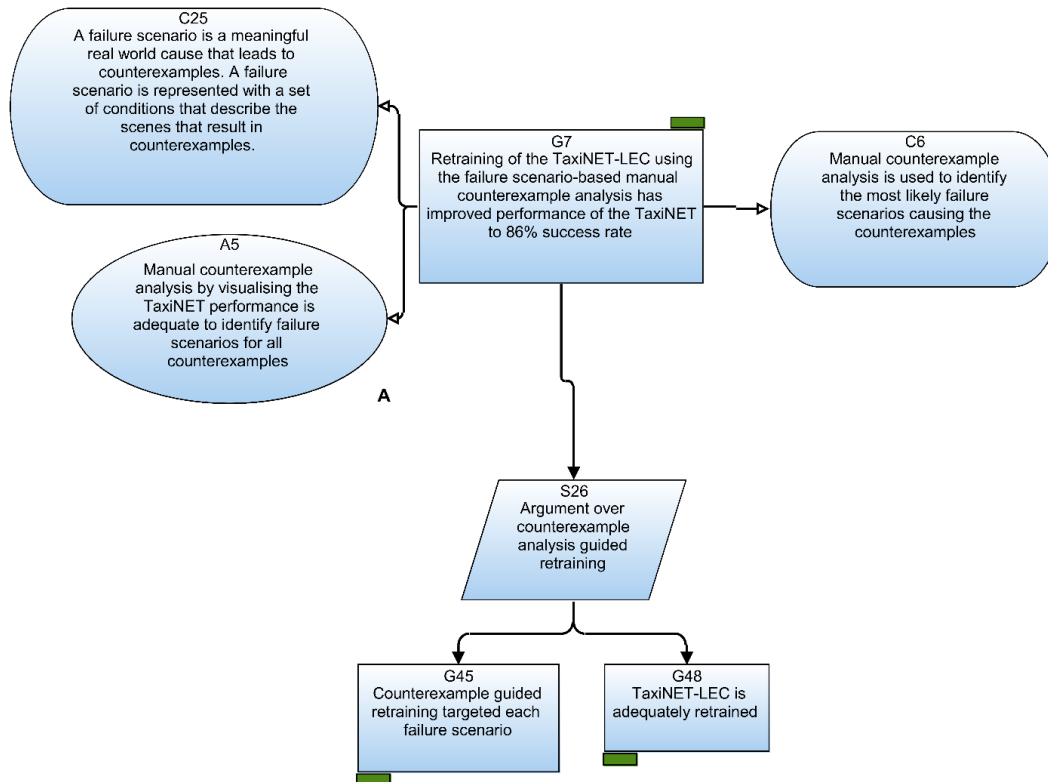 C25
A failure scenario is a meaningful
real world cause that leads to
counterexamples. A failure
scenario is represented with a set
of conditions that describe the
scenes that result in
counterexamples.
G7
Retraining of the TaxiNET-LEC using
the failure scenario-based manual
counterexample analysis has
improved performance of the TaxiNET
to 86% success rate
C6
Manual counterexample
analysis is used to identify
the most likely failure
scenarios causing the
counterexamples
A5
Manual counterexample
analysis by visualising the
TaxiNET performance is
adequate to identify failure
scenarios for all
counterexamples
A
S26
Argument over
counterexample
analysis guided
retraining
G45
Counterexample guided
retraining targeted each
failure scenario
G48
TaxiNET-LEC is
adequately retrained